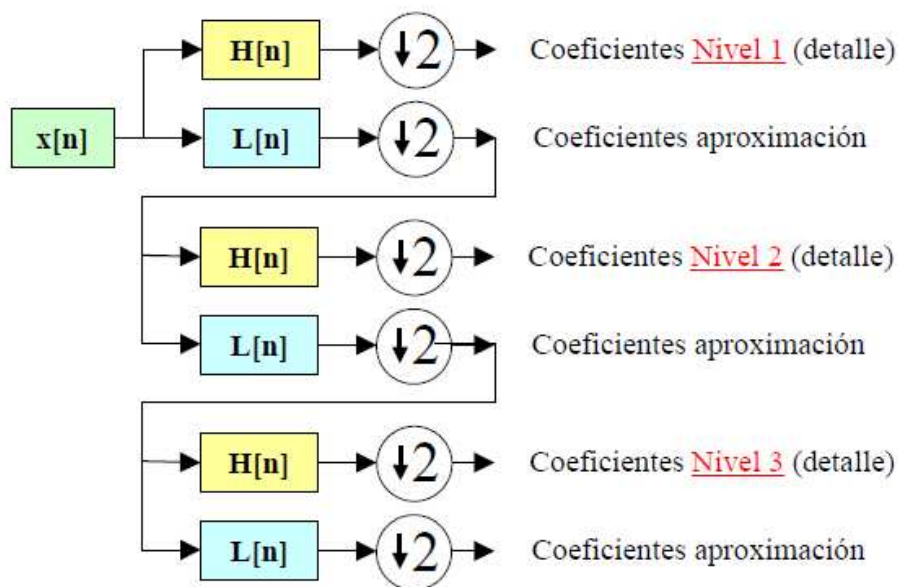 H[n] ↓2 Coeficientes Nivel 1 (detalle)
x[n] L[n] ↓2 Coeficientes aproximación
H[n] ↓2 Coeficientes Nivel 2 (detalle)
L[n] ↓2 Coeficientes aproximación
H[n] ↓2 Coeficientes Nivel 3 (detalle)
L[n] ↓2 Coeficientes aproximación